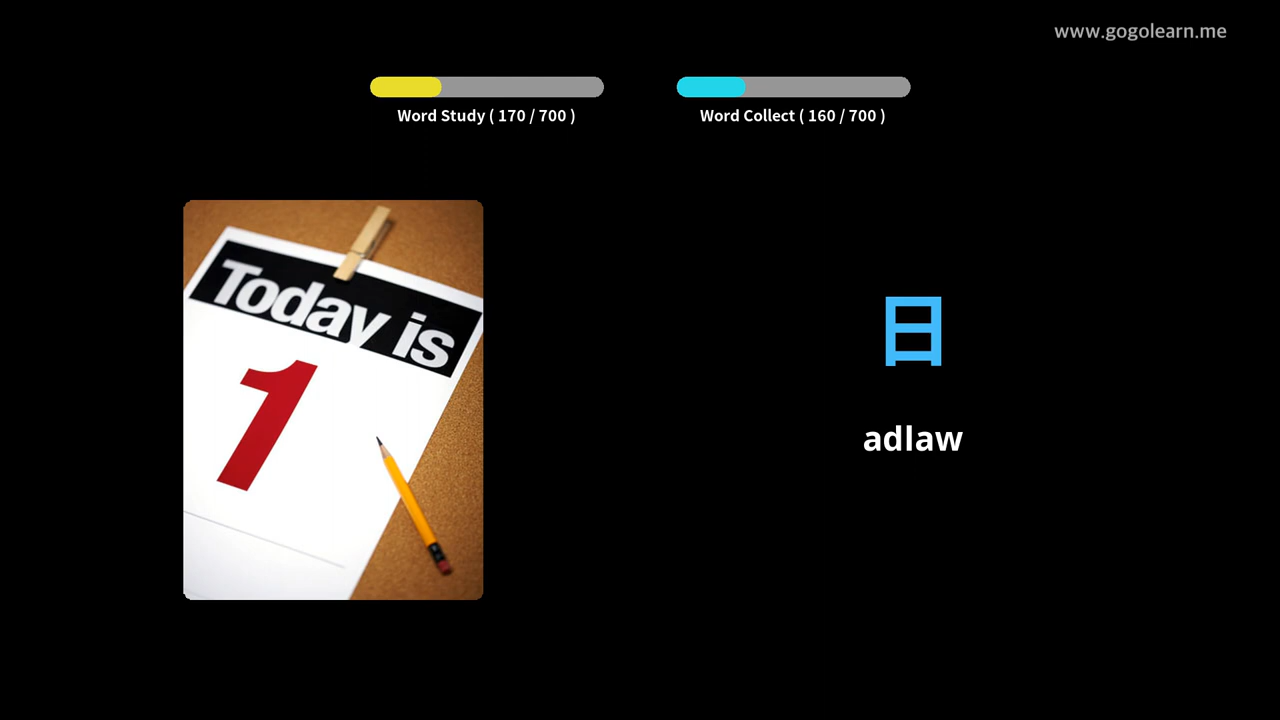 www.gogolearn.me
Word Study ( 170 / 700 )
Word Collect ( 160 / 700 )
Today is
1
日
adlaw